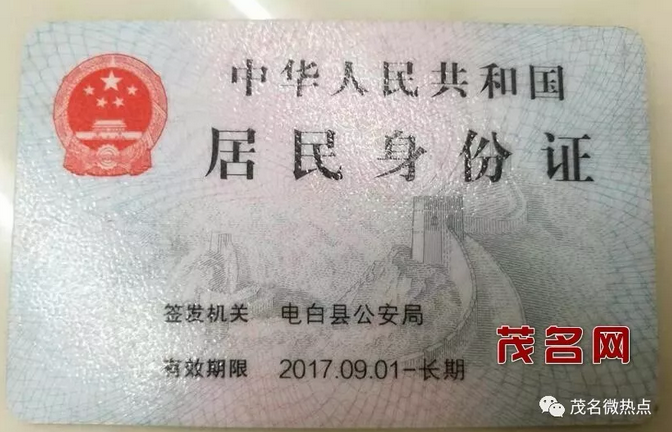 中华人民共和国
居民身份证
签发机关 电白县公安局
有效期限 2017.09.01-长期
茂名网
茂名微热点